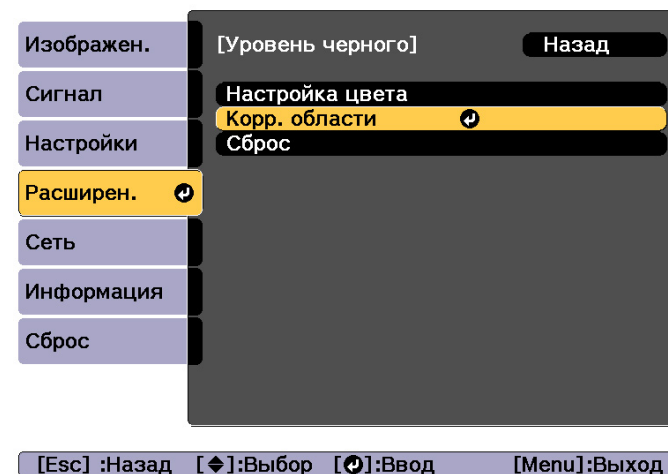 Изображен.
Сигнал
Настройки
Расширен.
Сеть
Информация
Сброс
[Уровень черного] Назад
Настройка цвета
Корр. области
Сброс
[Esc] :Назад [◆]:Выбор [↵]:Ввод [Menu]:Выход